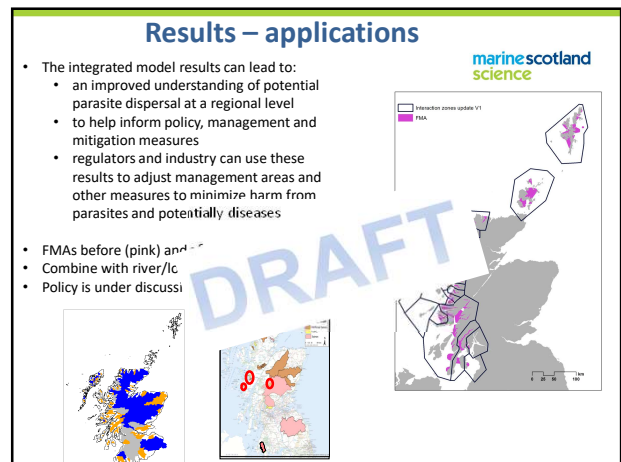 Results – applications
marinescotland
science
• The integrated model results can lead to:
• an improved understanding of potential
parasite dispersal at a regional level
• to help inform policy, management and
mitigation measures
• regulators and industry can use these
results to adjust management areas and
other measures to minimize harm from
parasites and potentially diseases
• FMAs before (pink) and
• Combine with river/lo
• Policy is under discussi
DRAFT
Interaction zones update V1
FMA
km
0 25 50 100